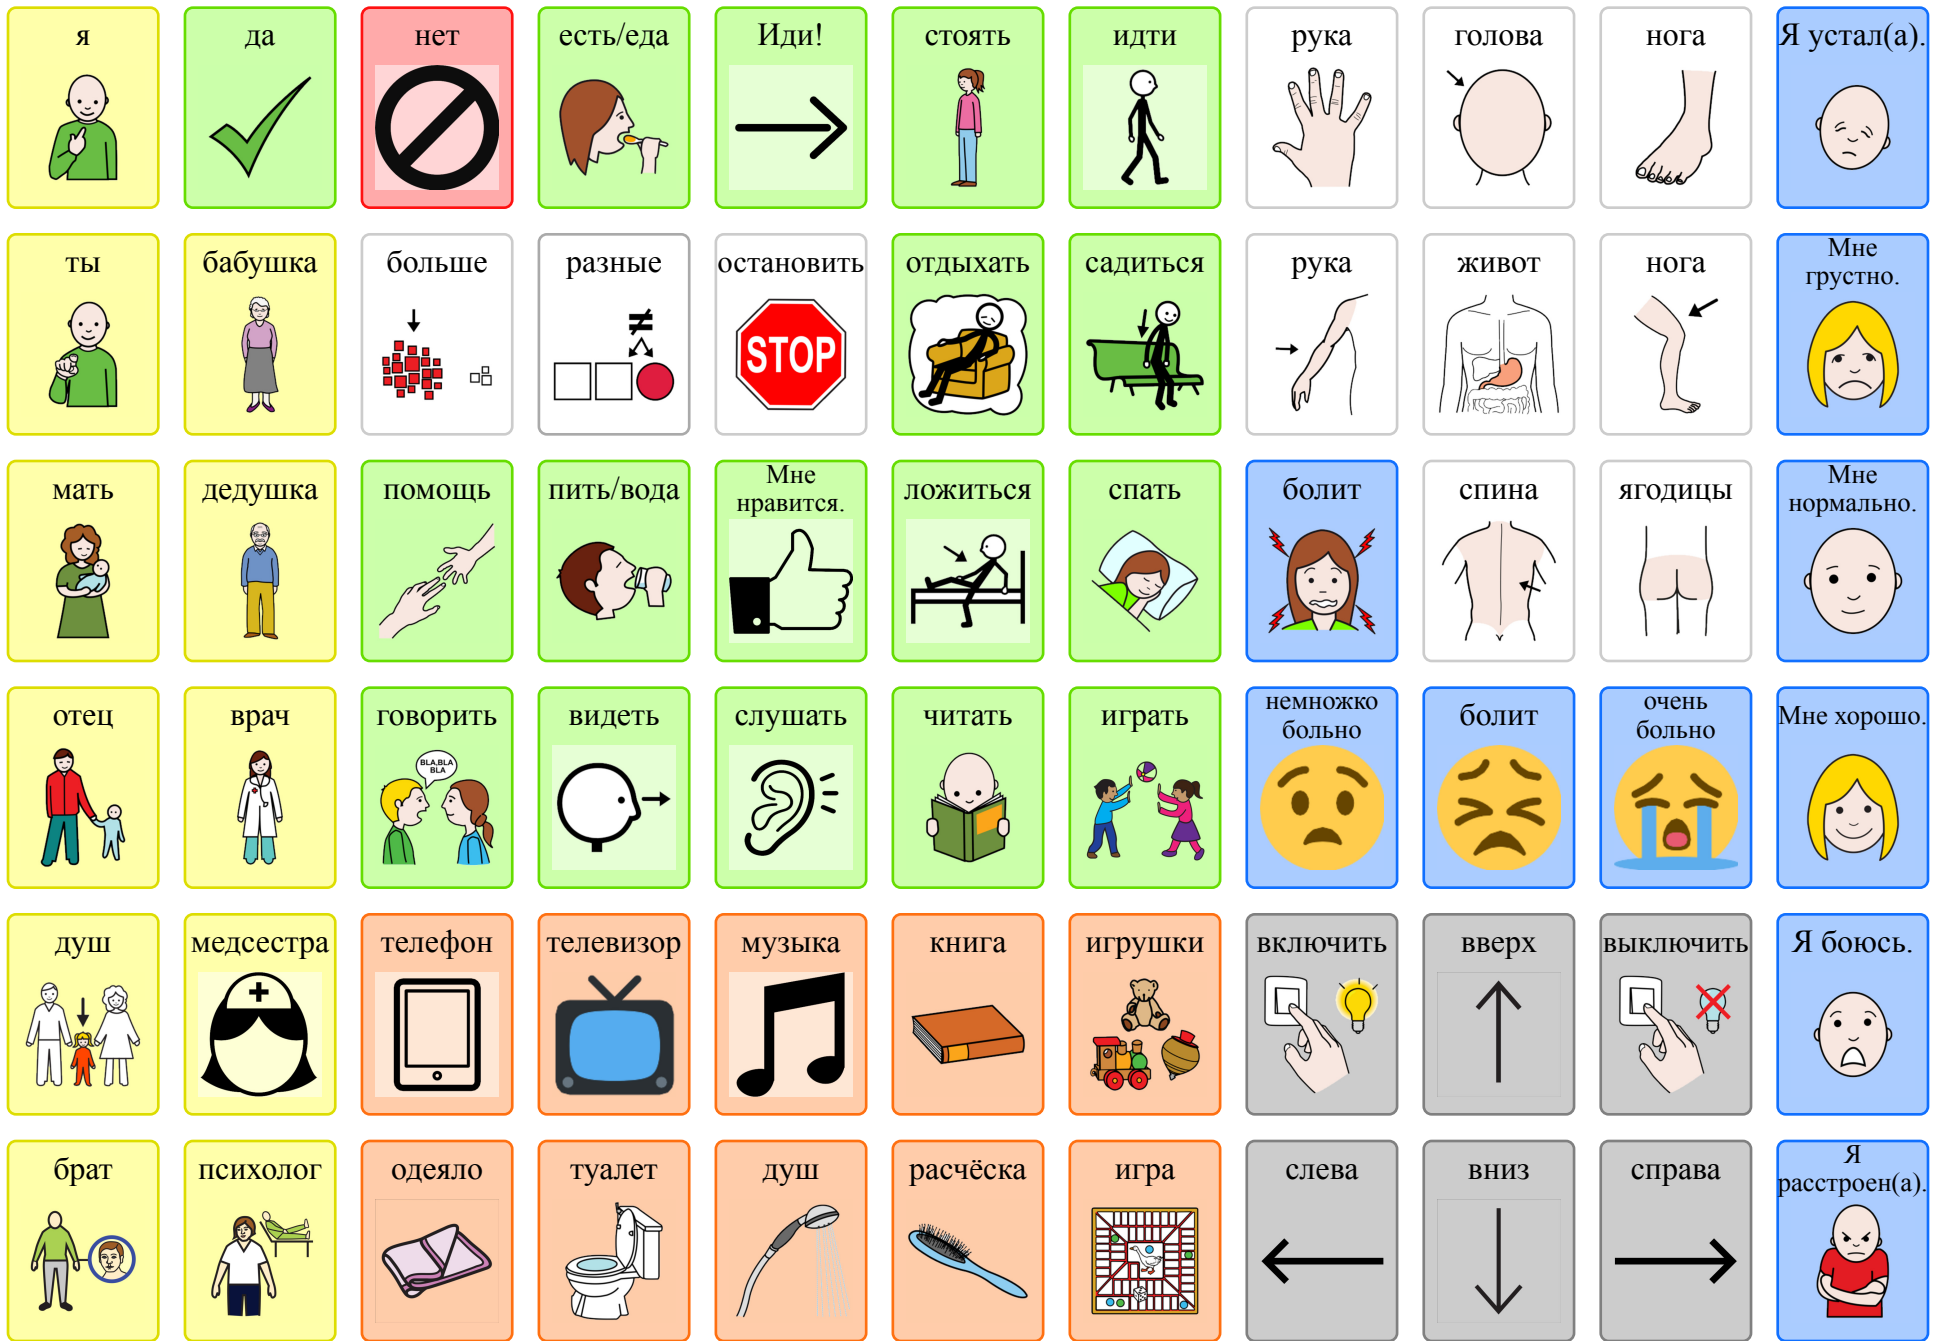 я
да
нет
есть/еда
Иди!
стоять
идти
рука
голова
нога
Я устал(а).
ты
бабушка
больше
разные
остановить
STOP
отдыхать
садиться
рука
живот
нога
Мне
грустно.
мать
дедушка
помощь
пить/вода
Мне
нравится.
ложиться
спать
болит
спина
ягодицы
Мне
нормально.
отец
врач
говорить
BLA,BLA
BLA
видеть
слушать
читать
играть
немножко
больно
болит
очень
больно
Мне хорошо.
душ
медсестра
телефон
телевизор
музыка
книга
игрушки
включить
вверх
выключить
Я боюсь.
брат
психолог
одеяло
туалет
душ
расчёска
игра
слева
вниз
справа
Я
расстроен(а).